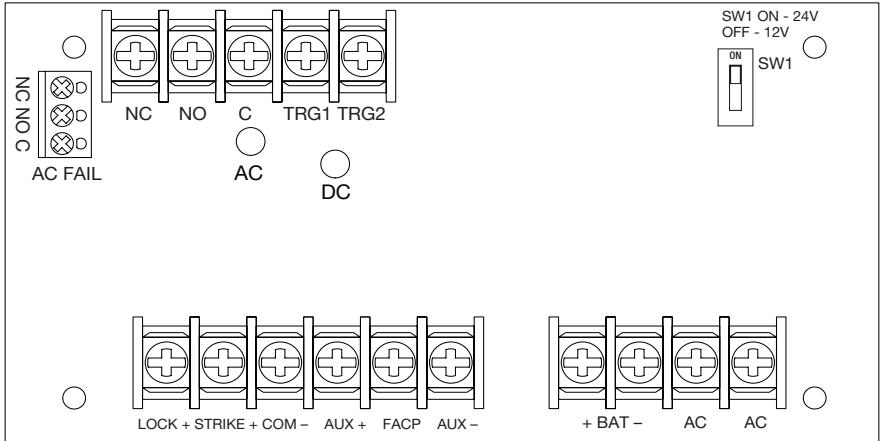 SW1 ON - 24V
OFF - 12V
ON
SW1
NC NO C
AC FAIL
NC NO C TRG1 TRG2
AC
DC
LOCK + STRIKE + COM – AUX + FACP AUX –
+ BAT – AC AC